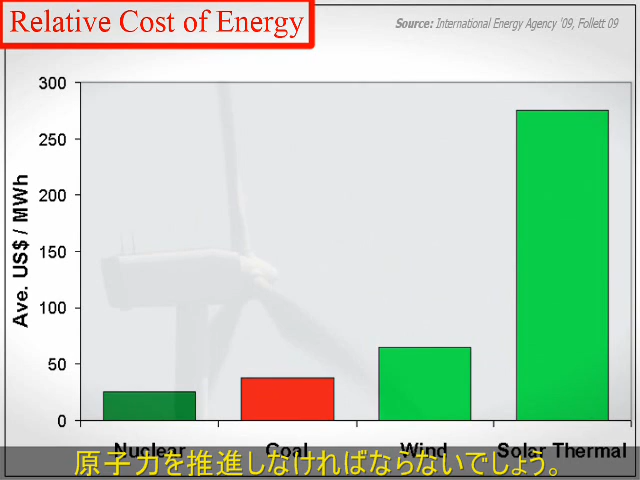 Relative Cost of Energy
Source: International Energy Agency '09, Follett 09
Ave. US$ / MWh
300
250
200
150
100
50
0
Nuclear Coal Wind Solar Thermal
原子力を推進しなければならないでしょう。